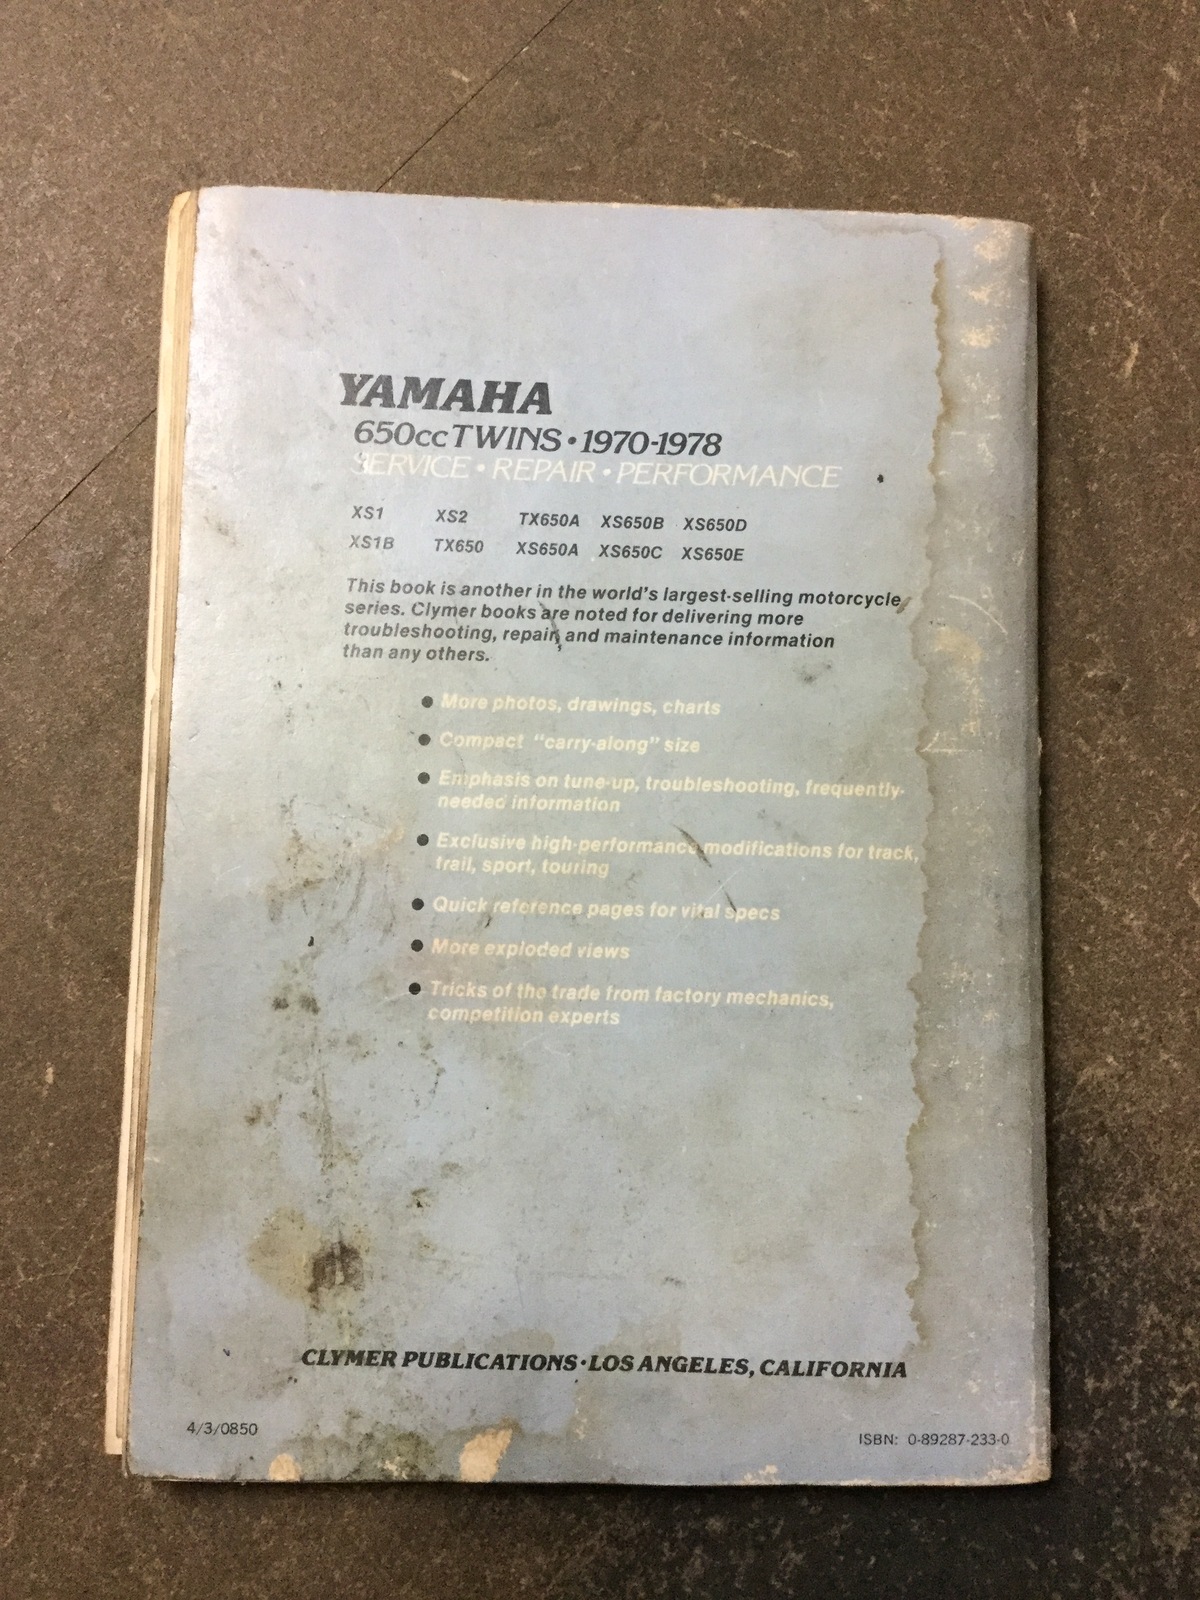 YAMAHA
650cc TWINS • 1970-1978
SERVICE • REPAIR • PERFORMANCE
XS1 XS2 TX650A XS650B XS650D
XS1B TX650 XS650A XS650C XS650E
This book is another in the world's largest-selling motorcycle
series. Clymer books are noted for delivering more
troubleshooting, repair, and maintenance information
than any others.
● More photos, drawings, charts
● Compact "carry-along" size
● Emphasis on tune-up, troubleshooting, frequently-
needed information
● Exclusive high-performance modifications for track,
trail, sport, touring
● Quick reference pages for vital specs
● More exploded views
● Tricks of the trade from factory mechanics,
competition experts
CLYMER PUBLICATIONS • LOS ANGELES, CALIFORNIA
4/3/0850
ISBN: 0-89287-233-0